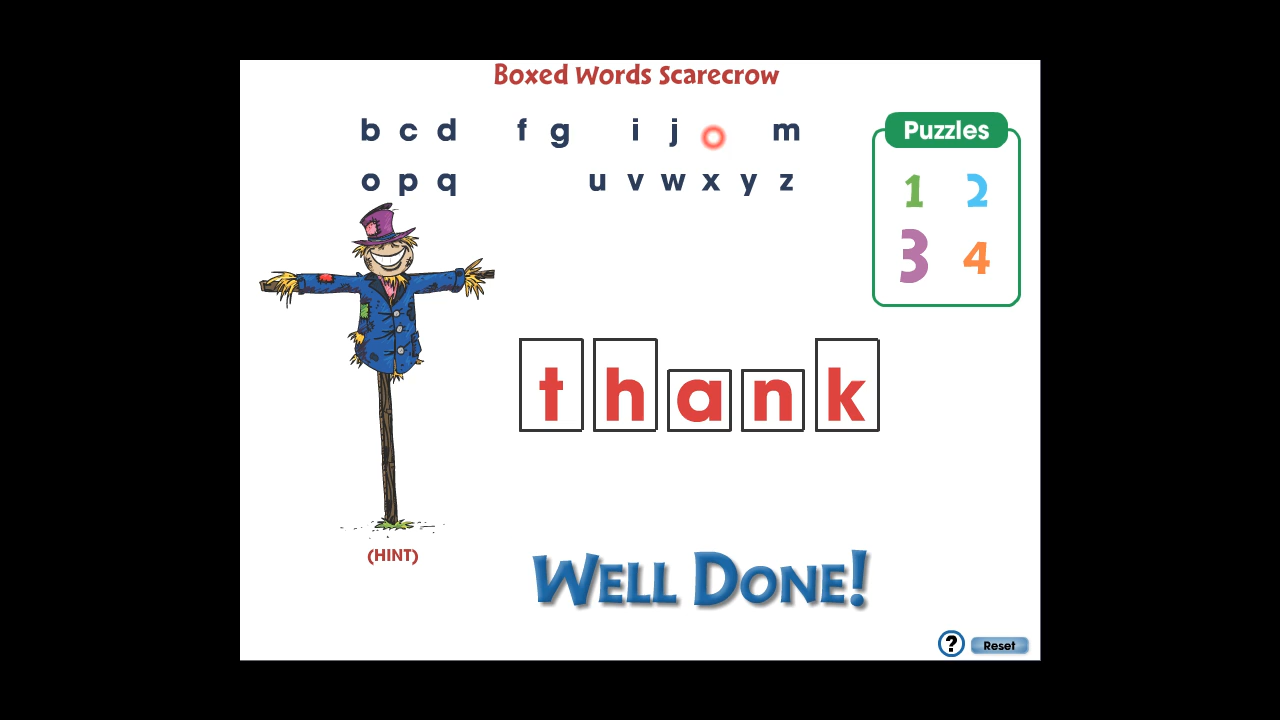 Boxed Words Scarecrow
b c d f g i j m
o p q u v w x y z
Puzzles
1 2
3 4
thank
(HINT)
WELL DONE!
? Reset